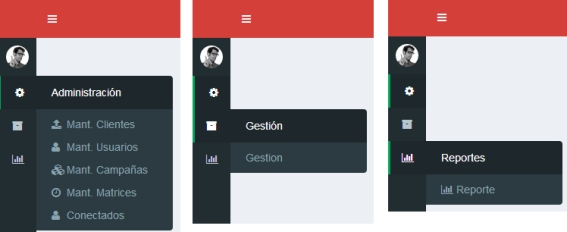 Administración
Mant. Clientes
Mant. Usuarios
Mant. Campañas
Mant. Matrices
Conectados
Gestión
Gestion
Reportes
Reporte